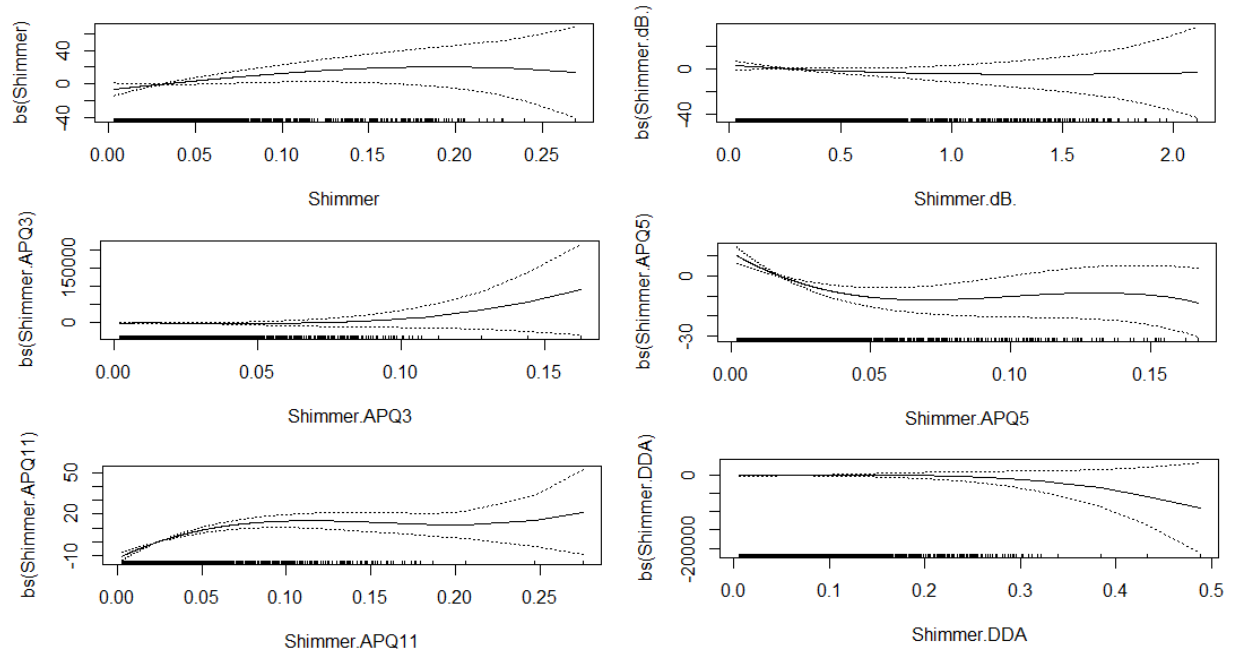 bs(Shimmer)
-40 0 40
0.00 0.05 0.10 0.15 0.20 0.25
Shimmer
bs(Shimmer.dB.)
-40 0
0.0 0.5 1.0 1.5 2.0
Shimmer.dB.
bs(Shimmer.APQ3)
0 150000
0.00 0.05 0.10 0.15
Shimmer.APQ3
bs(Shimmer.APQ5)
-30 0
0.00 0.05 0.10 0.15
Shimmer.APQ5
bs(Shimmer.APQ11)
-10 20 50
0.00 0.05 0.10 0.15 0.20 0.25
Shimmer.APQ11
bs(Shimmer.DDA)
-200000 0
0.0 0.1 0.2 0.3 0.4 0.5
Shimmer.DDA